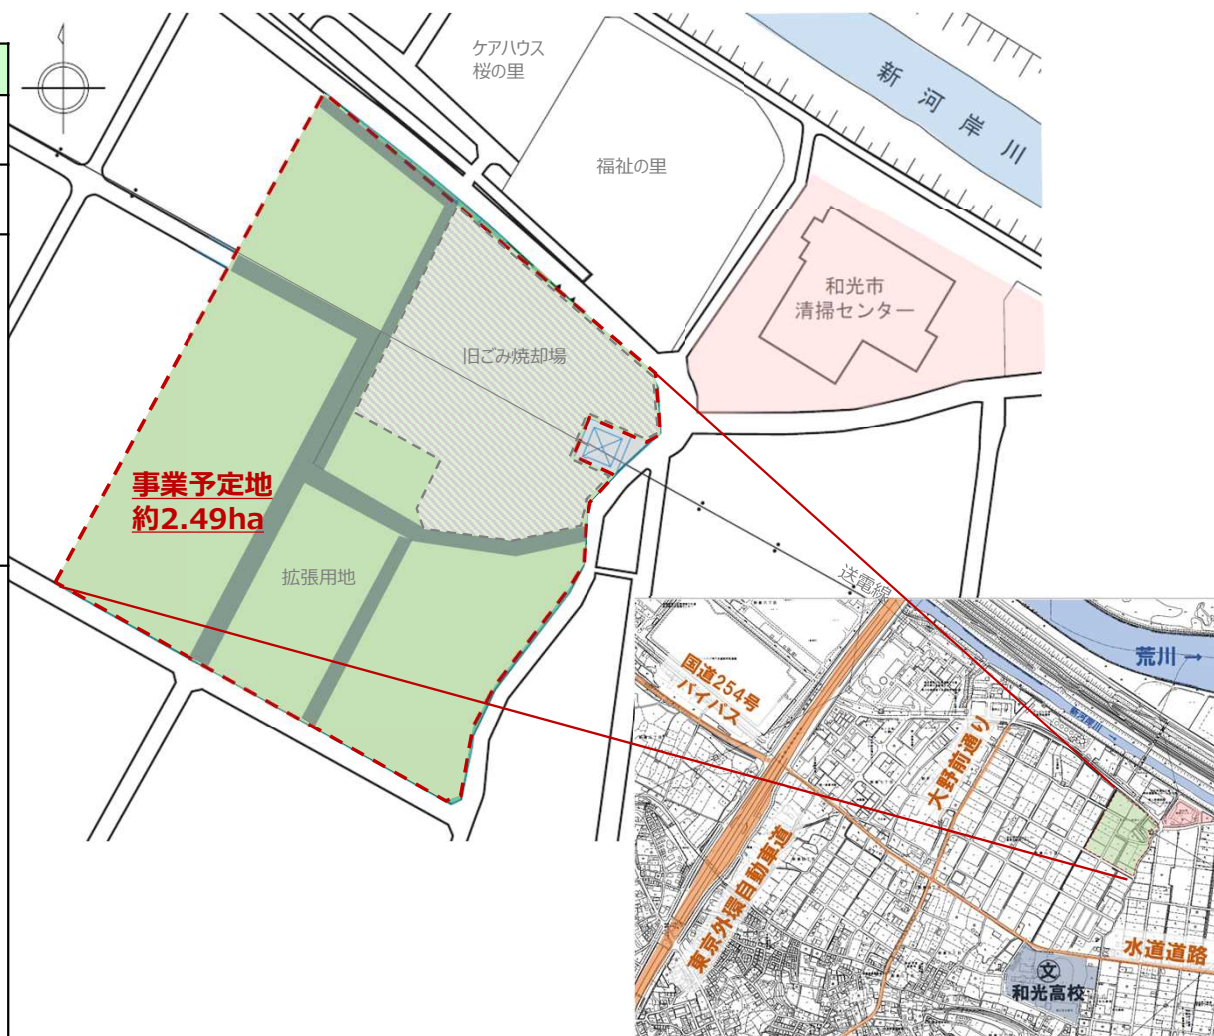 ケアハウス
桜の里
新河岸川
福祉の里
和光市
清掃センター
旧ごみ焼却場
事業予定地
約2.49ha
拡張用地
送電線
荒川→
国道254号
バイパス
新河岸川→
大野前通り
東京外環自動車道
水道道路
文
和光高校